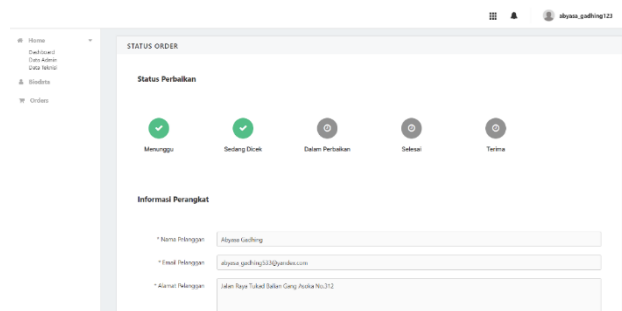 abyasa_gadhing123
Home
Dashboard
Data Admin
Data Teknisi
Biodata
Orders
STATUS ORDER
Status Perbaikan
Menunggu
Sedang Dicek
Dalam Perbaikan
Selesai
Terima
Informasi Perangkat
* Nama Pelanggan
Abyasa Gadhing
* Email Pelanggan
abyasa_gadhing533@yandex.com
* Alamat Pelanggan
Jalan Raya Tukad Balian Gang Asoka No.312